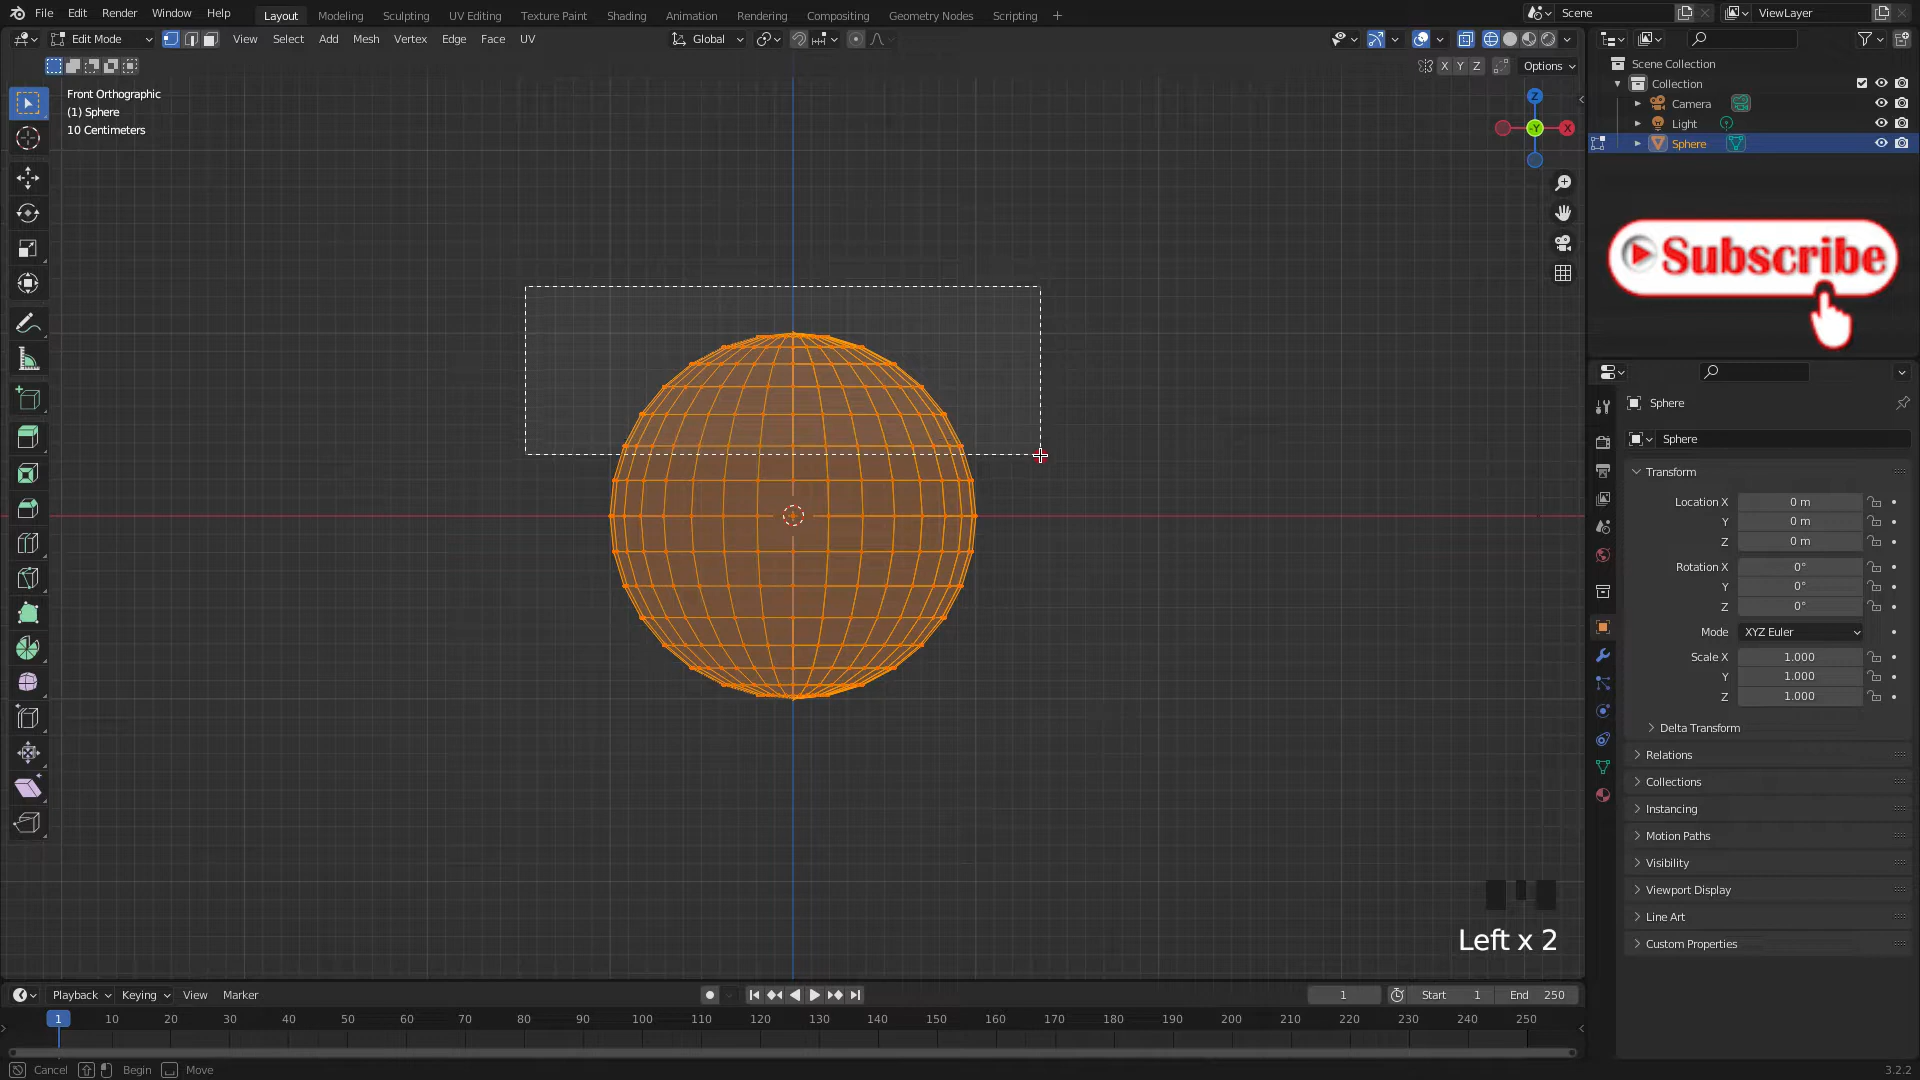 File Edit Render Window Help
Layout Modeling Sculpting UV Editing Texture Paint Shading Animation Rendering Compositing Geometry Nodes Scripting +
Scene ViewLayer
Edit Mode View Select Add Mesh Vertex Edge Face UV Global
X Y Z Options
Front Orthographic
(1) Sphere
10 Centimeters
Z
-Y X
Scene Collection
Collection
Camera
Light
Sphere
Subscribe
Sphere
Sphere
Transform
Location X 0 m
Y 0 m
Z 0 m
Rotation X 0°
Y 0°
Z 0°
Mode XYZ Euler
Scale X 1.000
Y 1.000
Z 1.000
Delta Transform
Relations
Collections
Instancing
Motion Paths
Visibility
Viewport Display
Line Art
Custom Properties
Left x 2
Playback Keying View Marker 1 Start 1 End 250
1 10 20 30 40 50 60 70 80 90 100 110 120 130 140 150 160 170 180 190 200 210 220 230 240 250
Cancel Begin Move 3.2.2